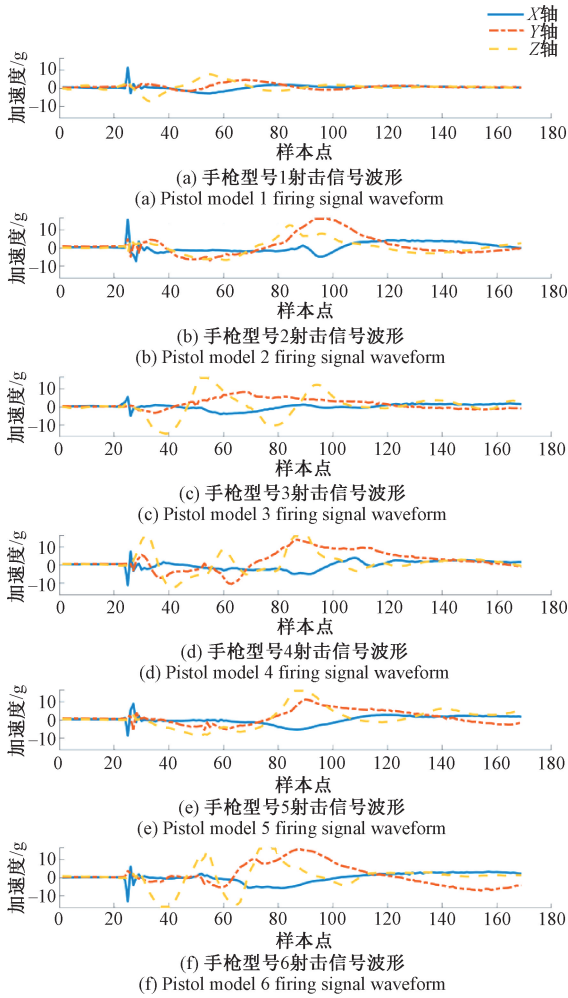 X轴
Y轴
Z轴
加速度/g
10
0
−10
0 20 40 60 80 100 120 140 160 180
样本点
(a) 手枪型号1射击信号波形
(a) Pistol model 1 firing signal waveform
加速度/g
10
0
−10
0 20 40 60 80 100 120 140 160 180
样本点
(b) 手枪型号2射击信号波形
(b) Pistol model 2 firing signal waveform
加速度/g
10
0
−10
0 20 40 60 80 100 120 140 160 180
样本点
(c) 手枪型号3射击信号波形
(c) Pistol model 3 firing signal waveform
加速度/g
10
0
−10
0 20 40 60 80 100 120 140 160 180
样本点
(d) 手枪型号4射击信号波形
(d) Pistol model 4 firing signal waveform
加速度/g
10
0
−10
0 20 40 60 80 100 120 140 160 180
样本点
(e) 手枪型号5射击信号波形
(e) Pistol model 5 firing signal waveform
加速度/g
10
0
−10
0 20 40 60 80 100 120 140 160 180
样本点
(f) 手枪型号6射击信号波形
(f) Pistol model 6 firing signal waveform